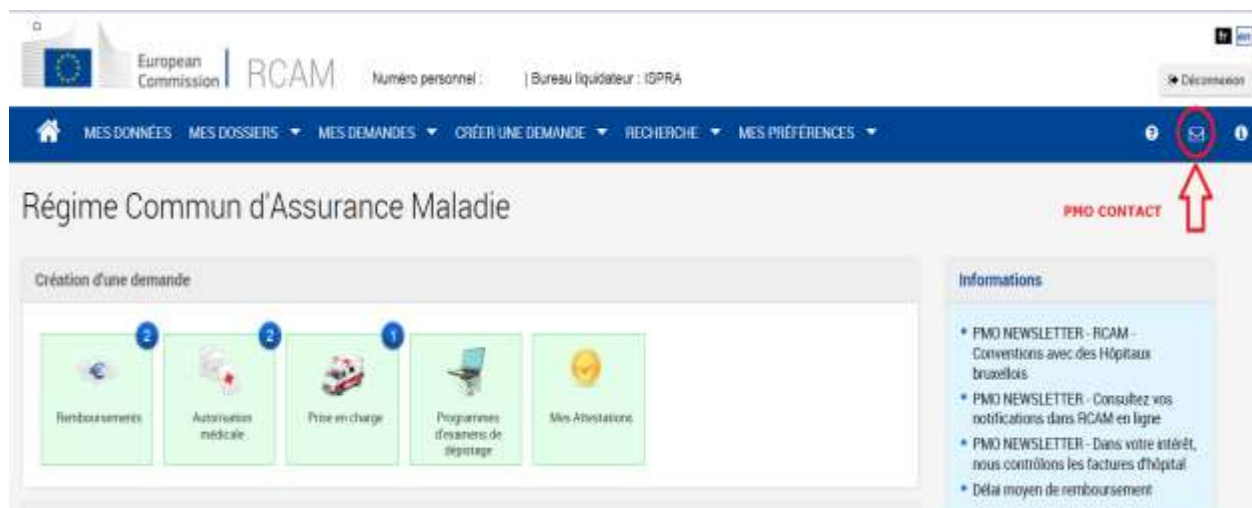 fr en
European
Commission
RCAM
Numéro personnel : | Bureau liquidateur : ISPRA
Déconnexion
MES DONNÉES MES DOSSIERS MES DEMANDES CRÉER UNE DEMANDE RECHERCHE MES PRÉFÉRENCES
Régime Commun d'Assurance Maladie
PMO CONTACT
Création d'une demande
2 2 1
Remboursements
Autorisation
médicale
Prise en charge
Programmes
d'examens de
dépistage
Mes Attestations
Informations
PMO NEWSLETTER - RCAM -
Conventions avec des Hôpitaux
bruxellois
PMO NEWSLETTER - Consultez vos
notifications dans RCAM en ligne
PMO NEWSLETTER - Dans votre intérêt,
nous contrôlons les factures d'hôpital
Délai moyen de remboursement